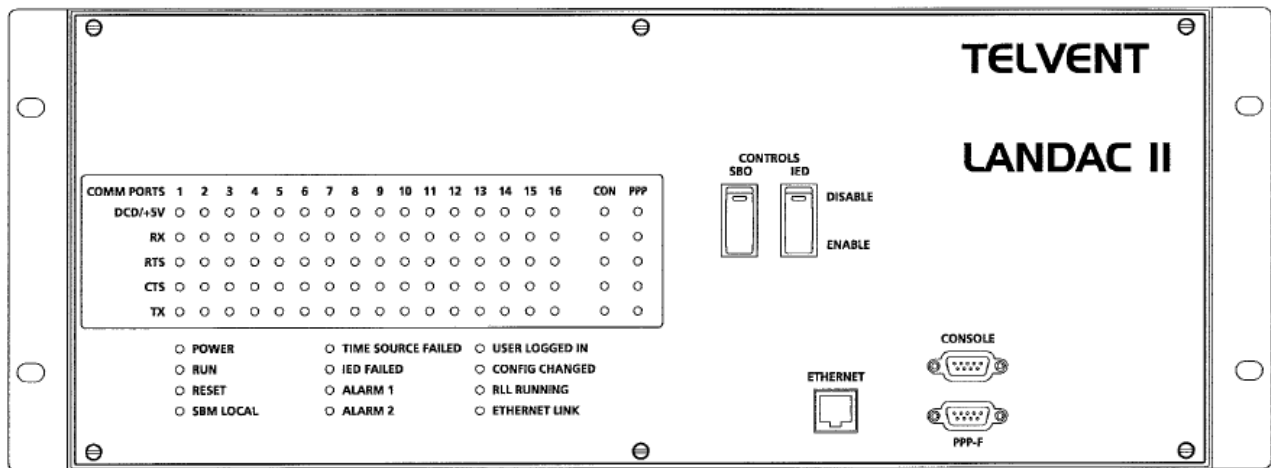 TELVENT
LANDAC II
CONTROLS
SBO IED
DISABLE
ENABLE
COMM PORTS 1 2 3 4 5 6 7 8 9 10 11 12 13 14 15 16 CON PPP
DCD/+5V
RX
RTS
CTS
TX
POWER TIME SOURCE FAILED USER LOGGED IN
RUN IED FAILED CONFIG CHANGED
RESET ALARM 1 RLL RUNNING
SBM LOCAL ALARM 2 ETHERNET LINK
ETHERNET
CONSOLE
PPP-F